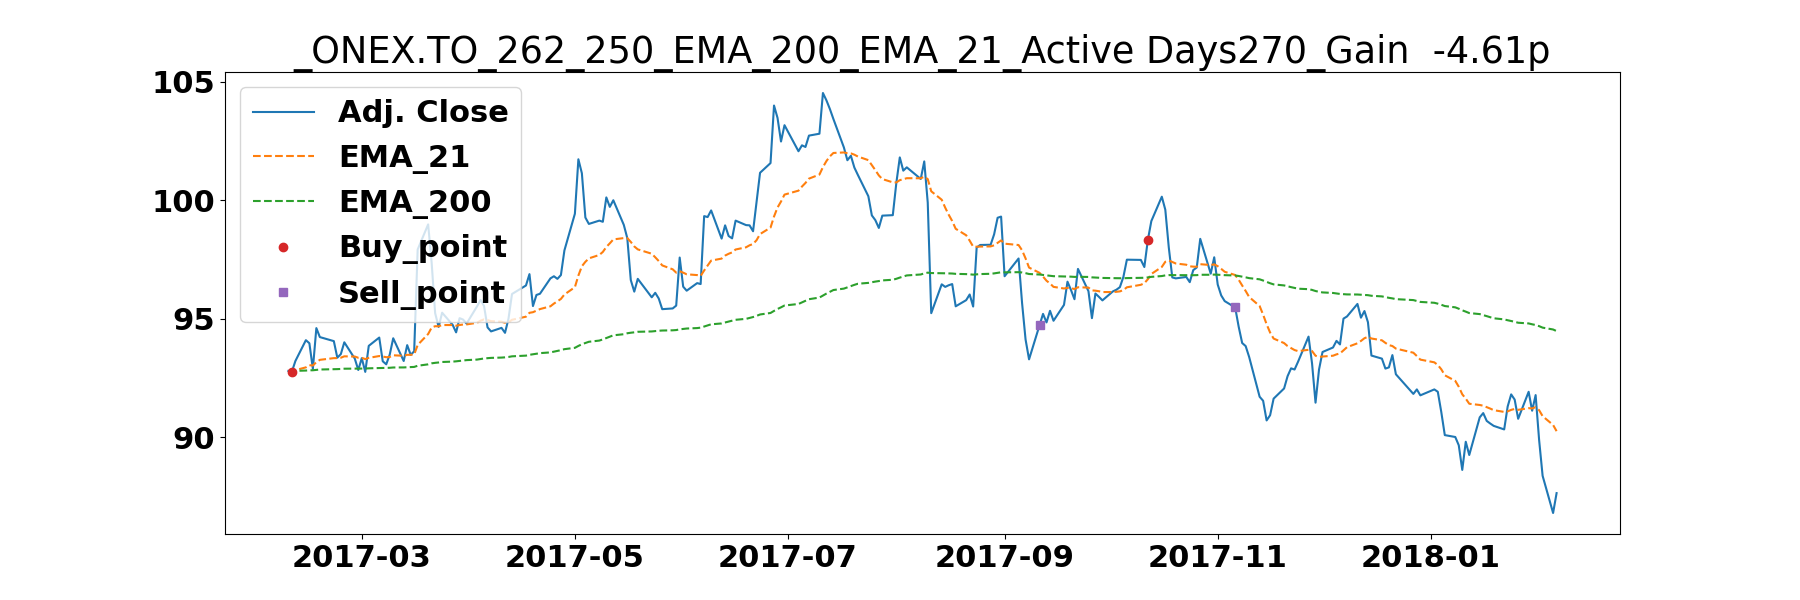 _ONEX.TO_262_250_EMA_200_EMA_21_Active Days270_Gain  -4.61p
105
100
95
90
Adj. Close
EMA_21
EMA_200
Buy_point
Sell_point
2017-03 2017-05 2017-07 2017-09 2017-11 2018-01